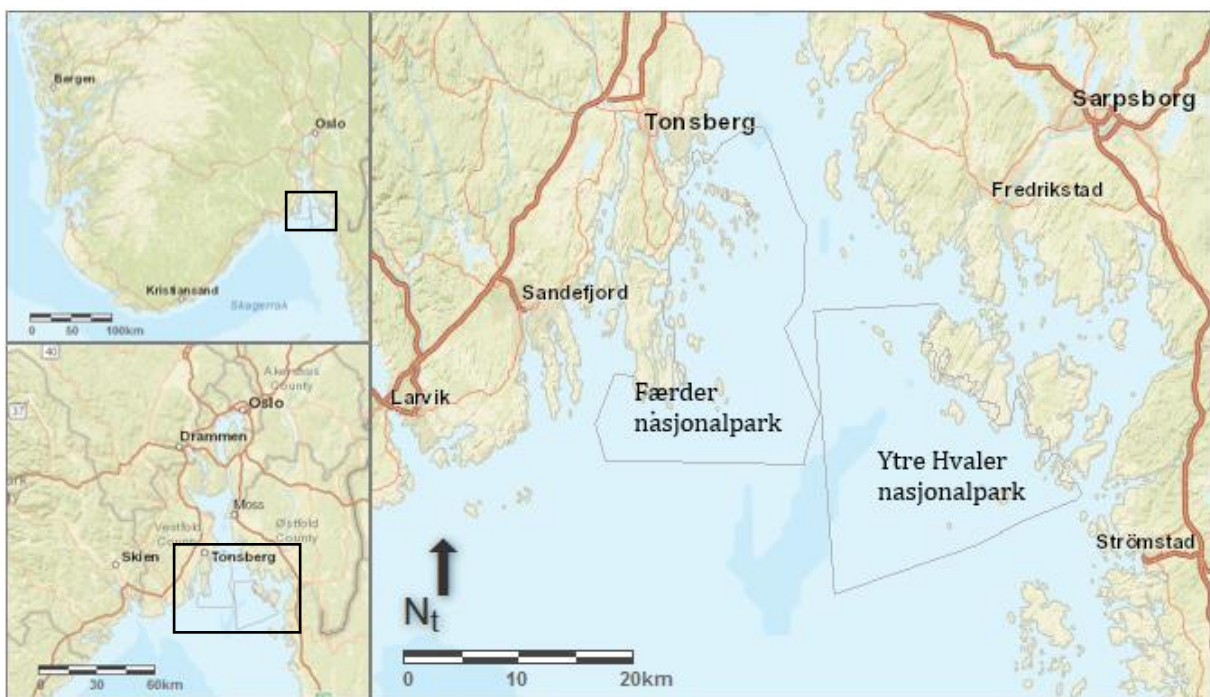 Bergen
Oslo
Kristiansand
Skagerrak
0 50 100km
40
Akershus
County
Oslo
37
Drammen
Moss
Vestfold
County
Østfold
County
Skien
Tonsberg
0 30 60km
Tonsberg
Sarpsborg
Fredrikstad
Sandefjord
Larvik
Færder
nasjonalpark
Ytre Hvaler
nasjonalpark
Strömstad
Nt
0 10 20km